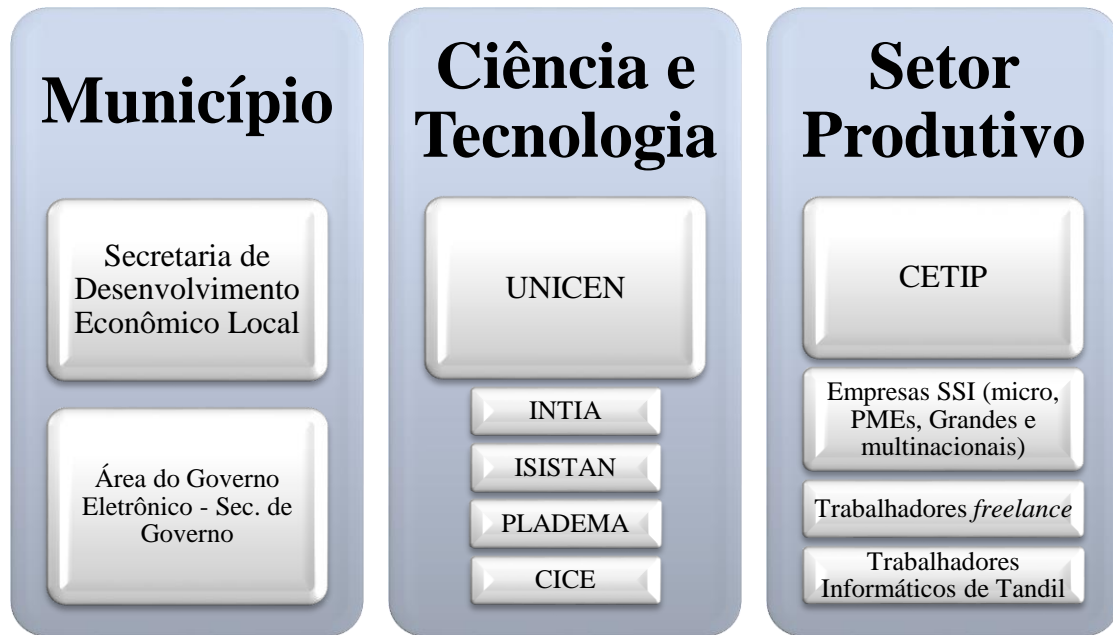 Município
Secretaria de
Desenvolvimento
Econômico Local
Área do Governo
Eletrônico - Sec. de
Governo
Ciência e
Tecnologia
UNICEN
INTIA
ISISTAN
PLADEMA
CICE
Setor
Produtivo
CETIP
Empresas SSI (micro,
PMEs, Grandes e
multinacionais)
Trabalhadores freelance
Trabalhadores
Informáticos de Tandil